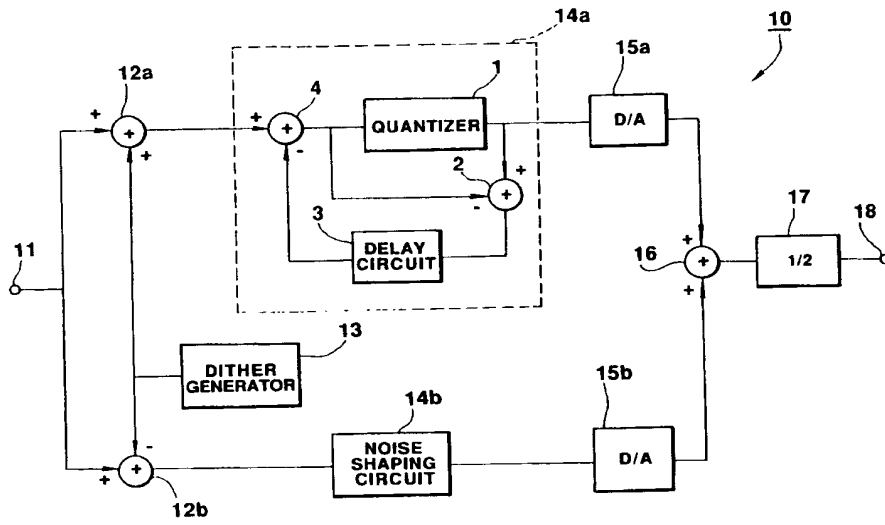 14a
10
12a
4
1
15a
+
+
+
+
+
-
QUANTIZER
D/A
2
+
-
+
3
DELAY
CIRCUIT
11
17
18
16
+
+
+
1/2
13
DITHER
GENERATOR
14b
15b
-
+
+
12b
NOISE
SHAPING
CIRCUIT
D/A